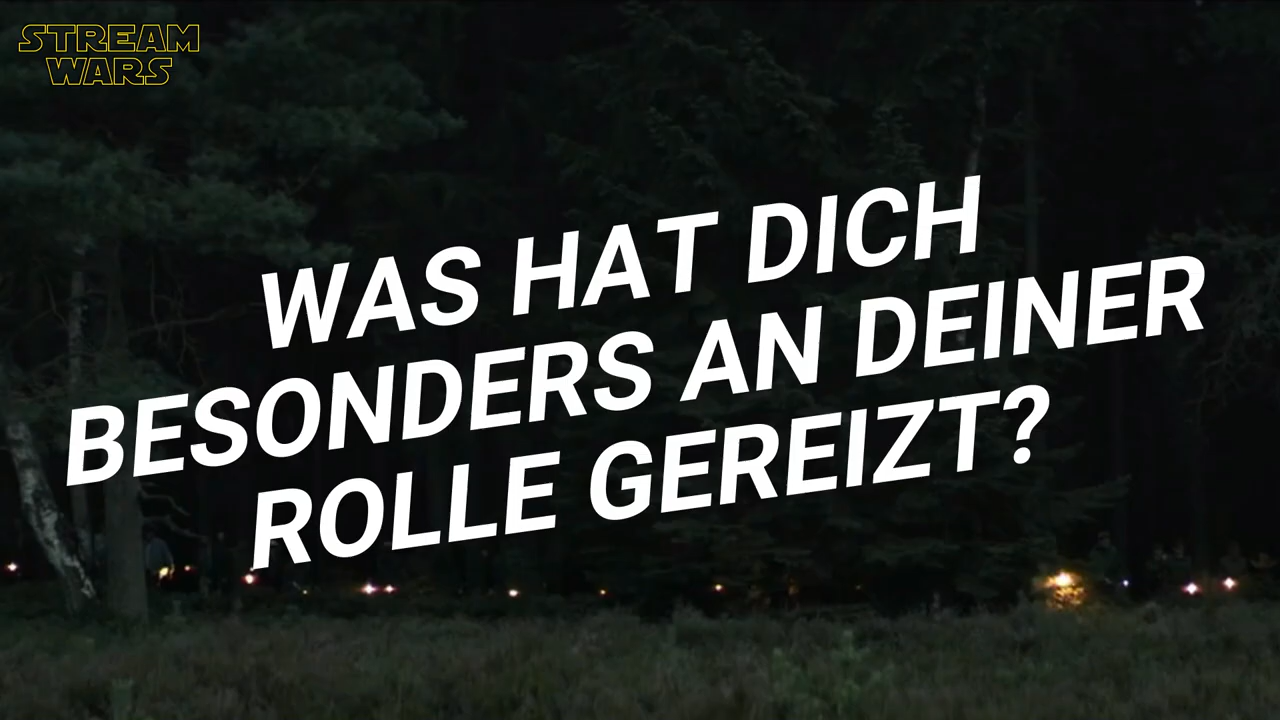 STREAM
WARS
WAS HAT DICH
BESONDERS AN DEINER
ROLLE GEREIZT?